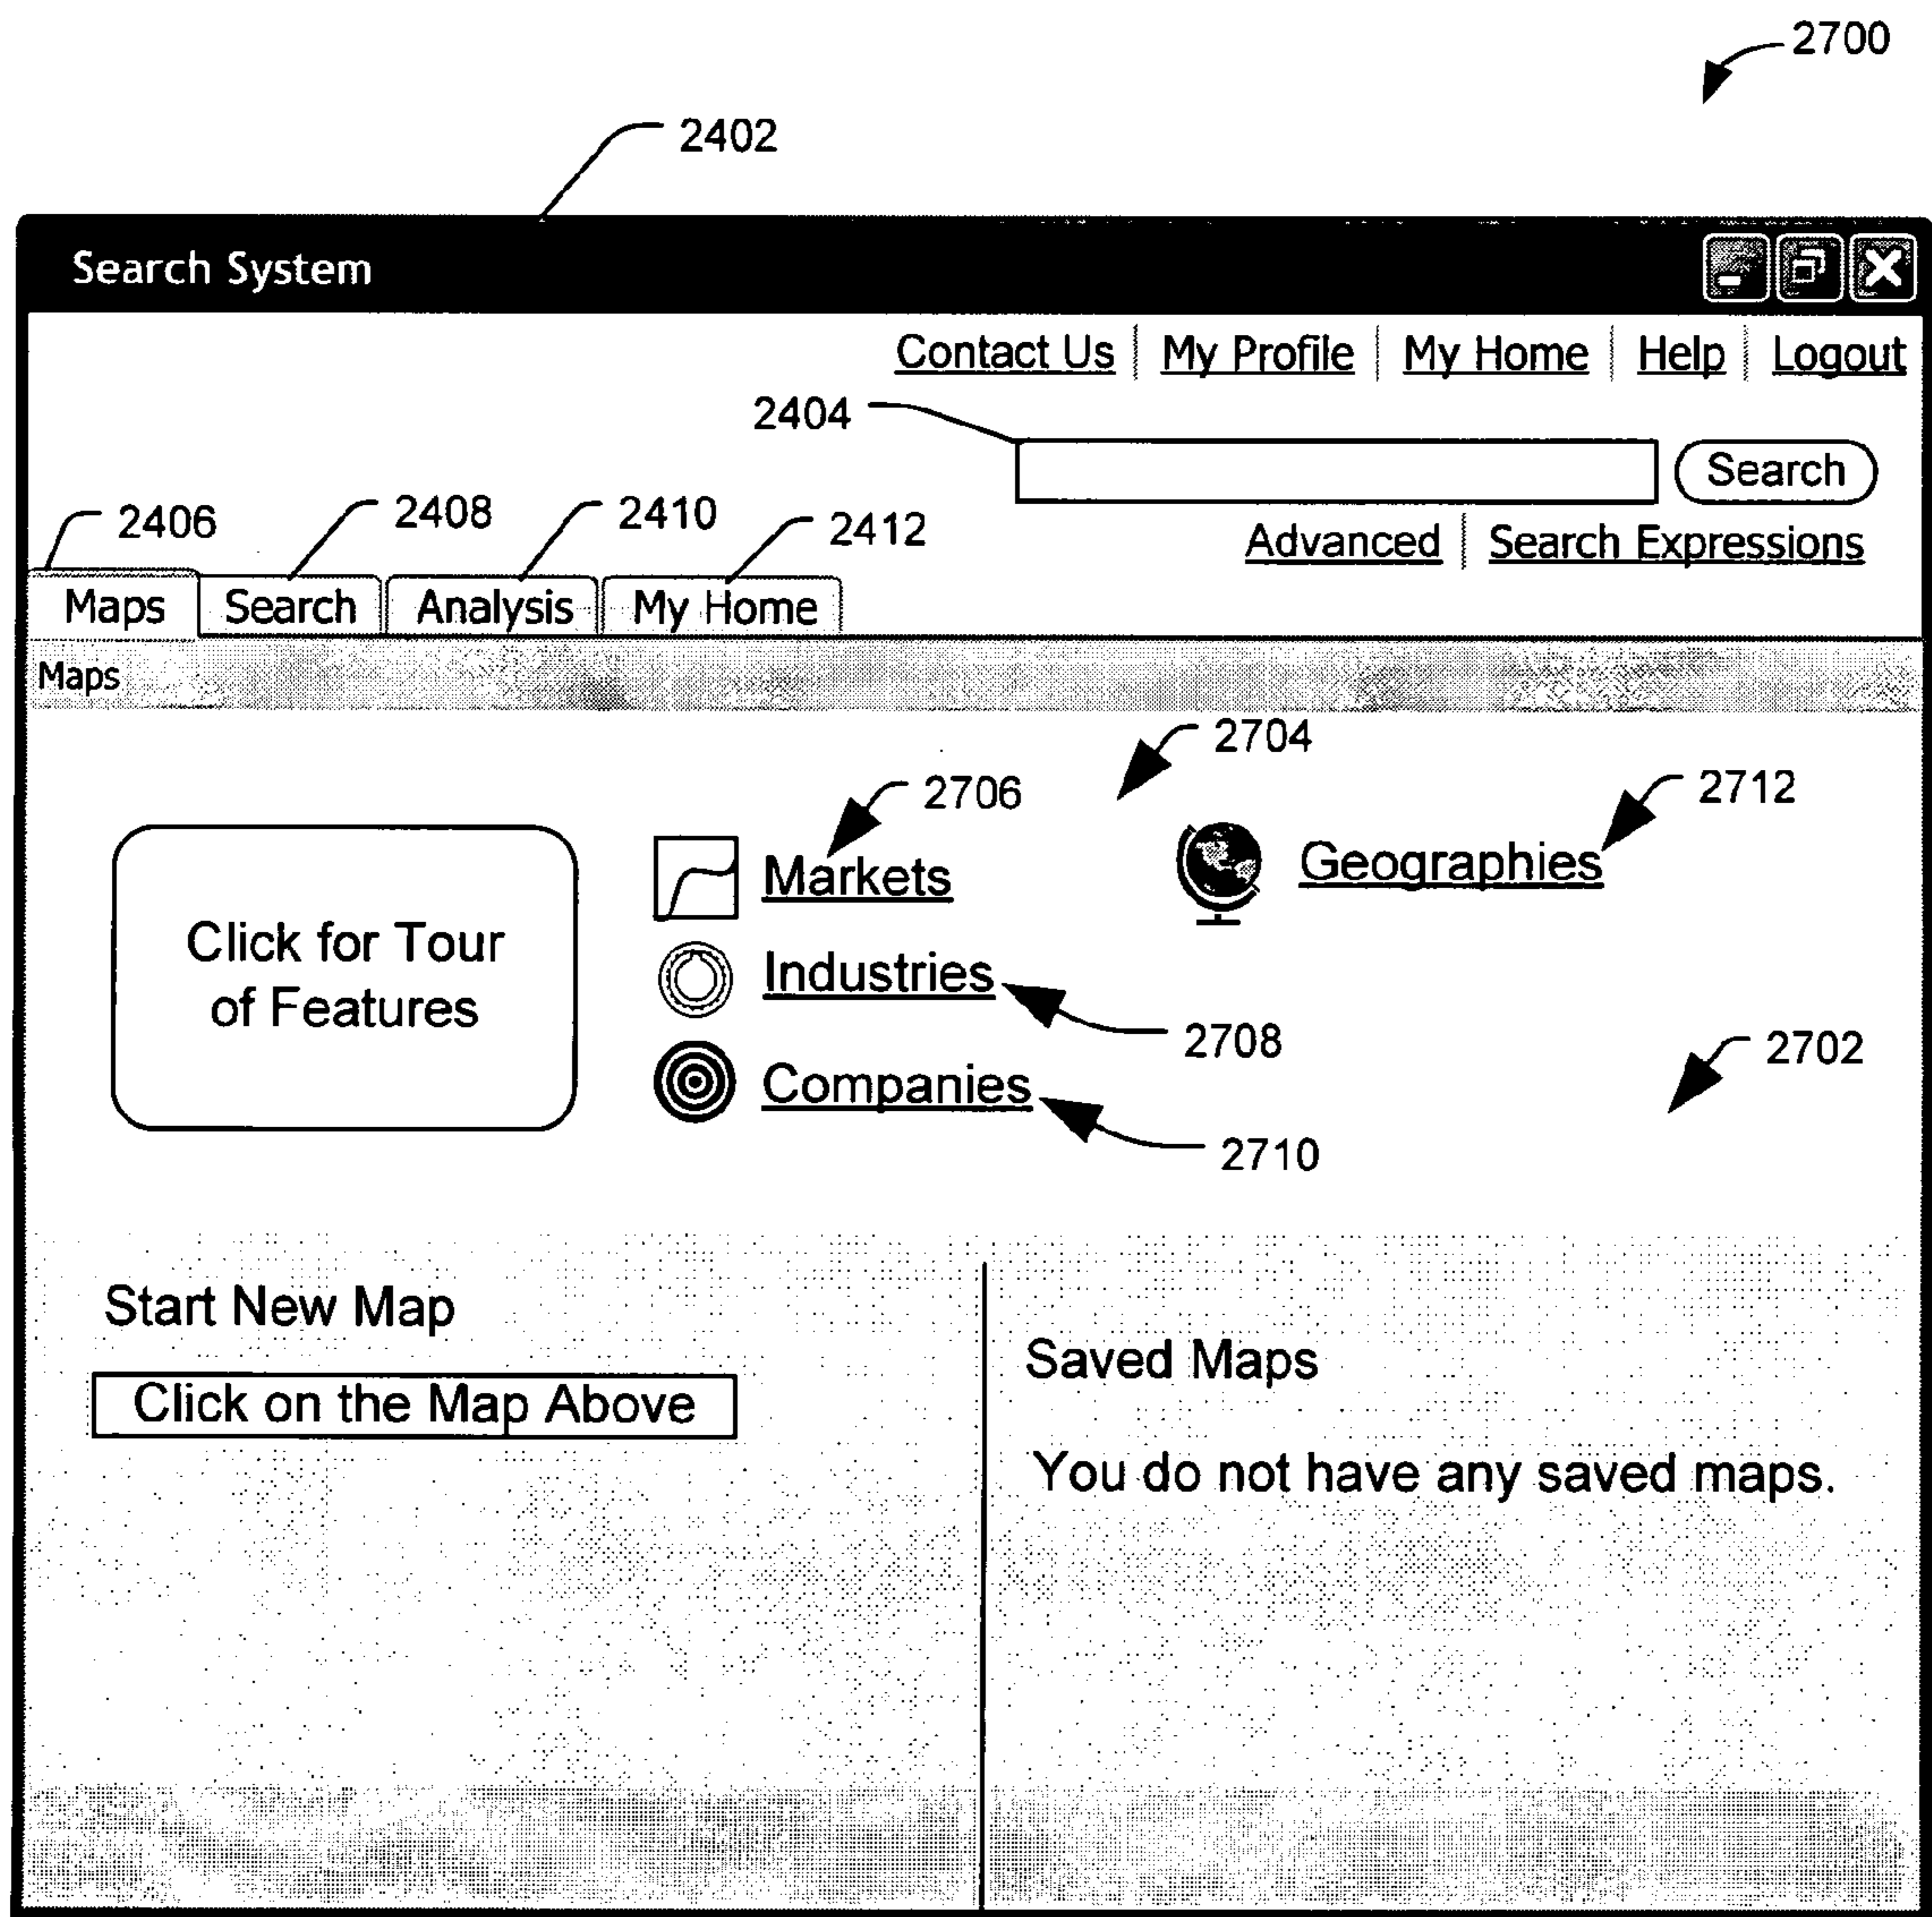 2700
2402
Search System
Contact Us | My Profile | My Home | Help | Logout
2404
Search
2406 2408 2410 2412
Advanced | Search Expressions
Maps Search Analysis My Home
Maps
2704
2706 2712
Markets Geographies
Click for Tour
of Features
Industries
2708
2702
Companies
2710
Start New Map
Click on the Map Above
Saved Maps
You do not have any saved maps.